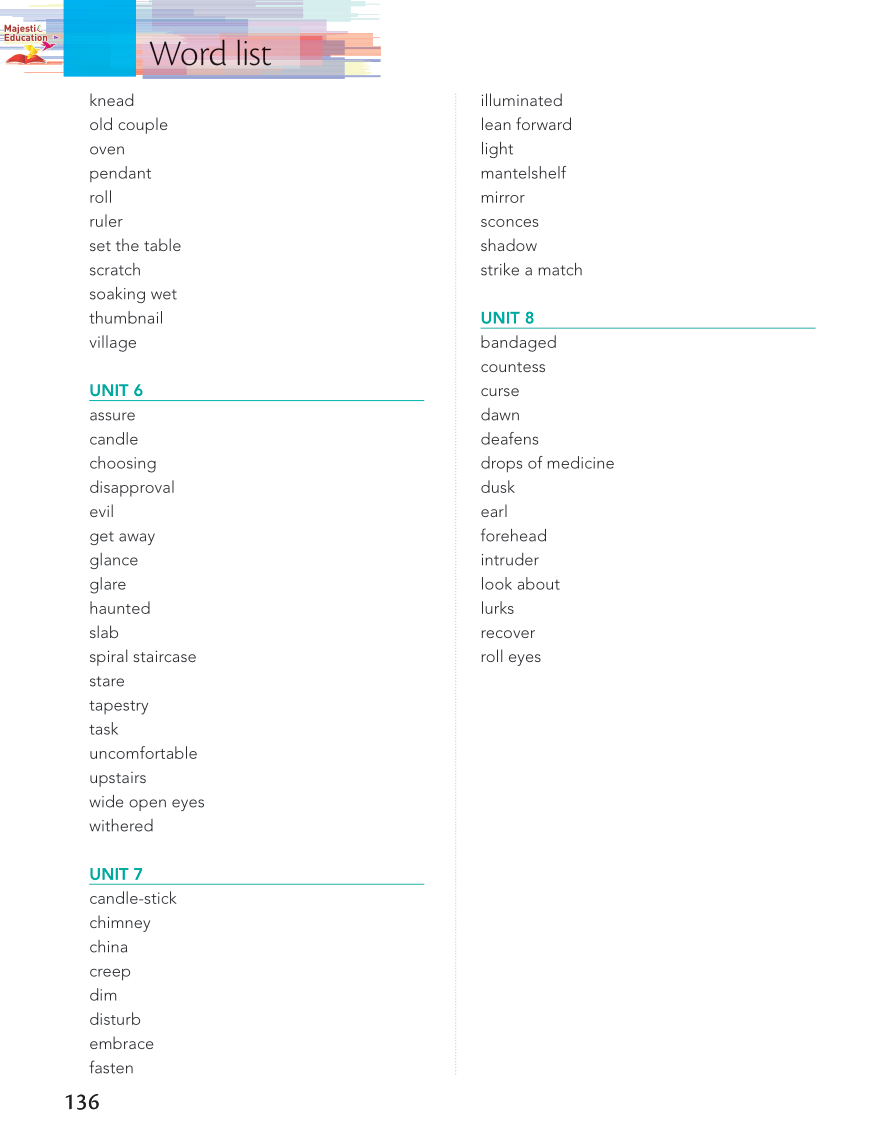 Majestic
Education
Word list
knead
old couple
oven
pendant
roll
ruler
set the table
scratch
soaking wet
thumbnail
village
UNIT 6
assure
candle
choosing
disapproval
evil
get away
glance
glare
haunted
slab
spiral staircase
stare
tapestry
task
uncomfortable
upstairs
wide open eyes
withered
UNIT 7
candle-stick
chimney
china
creep
dim
disturb
embrace
fasten
illuminated
lean forward
light
mantelshelf
mirror
sconces
shadow
strike a match
UNIT 8
bandaged
countess
curse
dawn
deafens
drops of medicine
dusk
earl
forehead
intruder
look about
lurks
recover
roll eyes
136